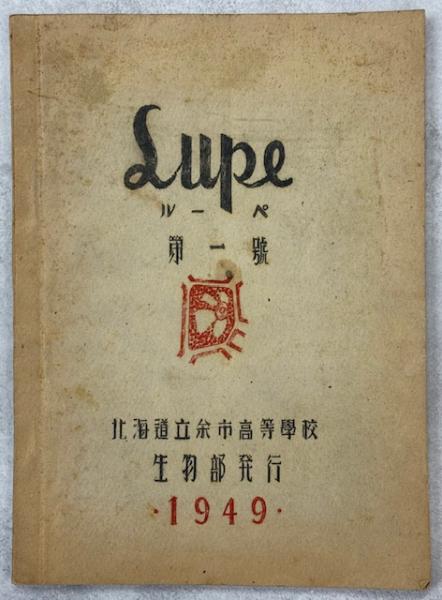 Lupe
ルーペ
第一號
北海道立余市高等學校
生物部発行
·1949·